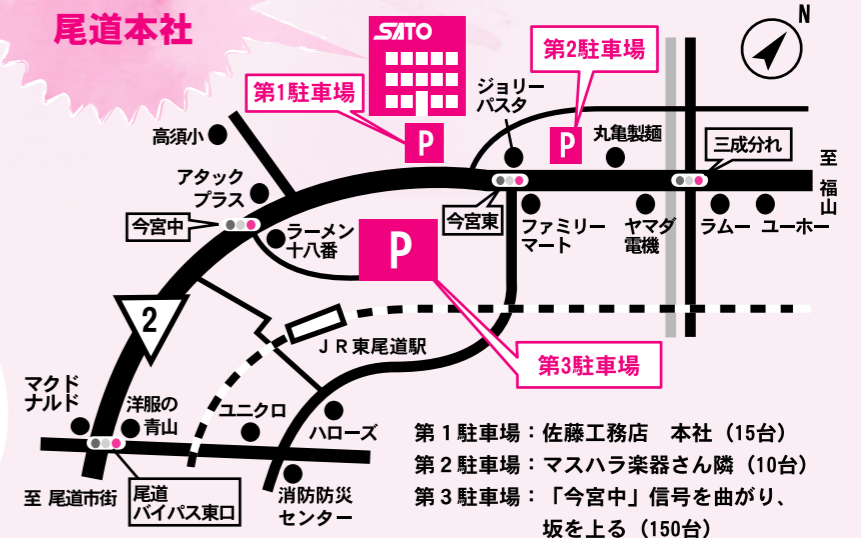 尾道本社
SATO
N
第1駐車場
第2駐車場
ジョリー
パスタ
P
P
丸亀製麺
三成分れ
高須小
至
福
山
アタック
プラス
今宮中
今宮東
ラーメン
十八番
P
ファミリー
マート
ヤマダ
電機
ラムー
ユーホー
2
JR東尾道駅
第3駐車場
マクド
ナルド
洋服の
青山
ユニクロ
ハローズ
至 尾道市街
尾道
バイパス東口
消防防災
センター
第1駐車場:佐藤工務店 本社(15台)
第2駐車場:マスハラ楽器さん隣(10台)
第3駐車場:「今宮中」信号を曲がり、
坂を上る(150台)